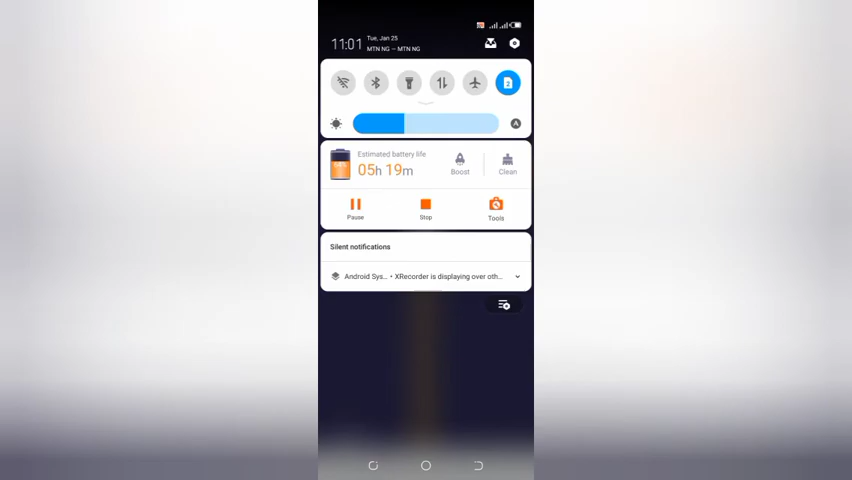 11:01
Tue, Jan 25
MTN NG — MTN NG
2
A
Estimated battery life
05h 19m
Boost
Clean
Pause
Stop
Tools
Silent notifications
Android Sys… • XRecorder is displaying over oth…